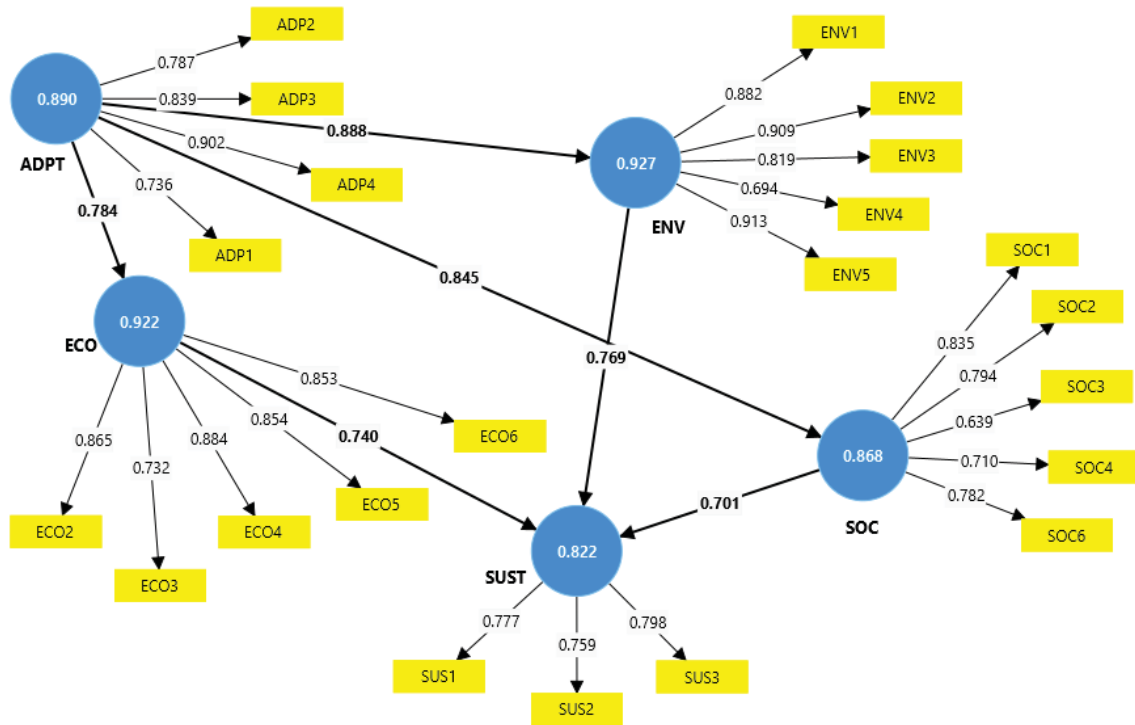 ADP2
0.787
0.890
0.839
ADP3
ADPT
0.902
ADP4
0.736
ADP1
0.888
0.784
0.845
ENV1
0.882
ENV2
0.909
0.927
0.819
ENV3
0.694
ENV4
0.913
ENV5
ENV
SOC1
0.835
SOC2
0.794
SOC3
0.639
0.868
0.710
SOC4
0.782
SOC6
SOC
0.922
ECO
0.853
ECO6
0.854
ECO5
0.865
0.732
0.884
ECO2
ECO3
ECO4
0.769
0.740
0.701
0.822
SUST
0.777
0.759
0.798
SUS1
SUS2
SUS3